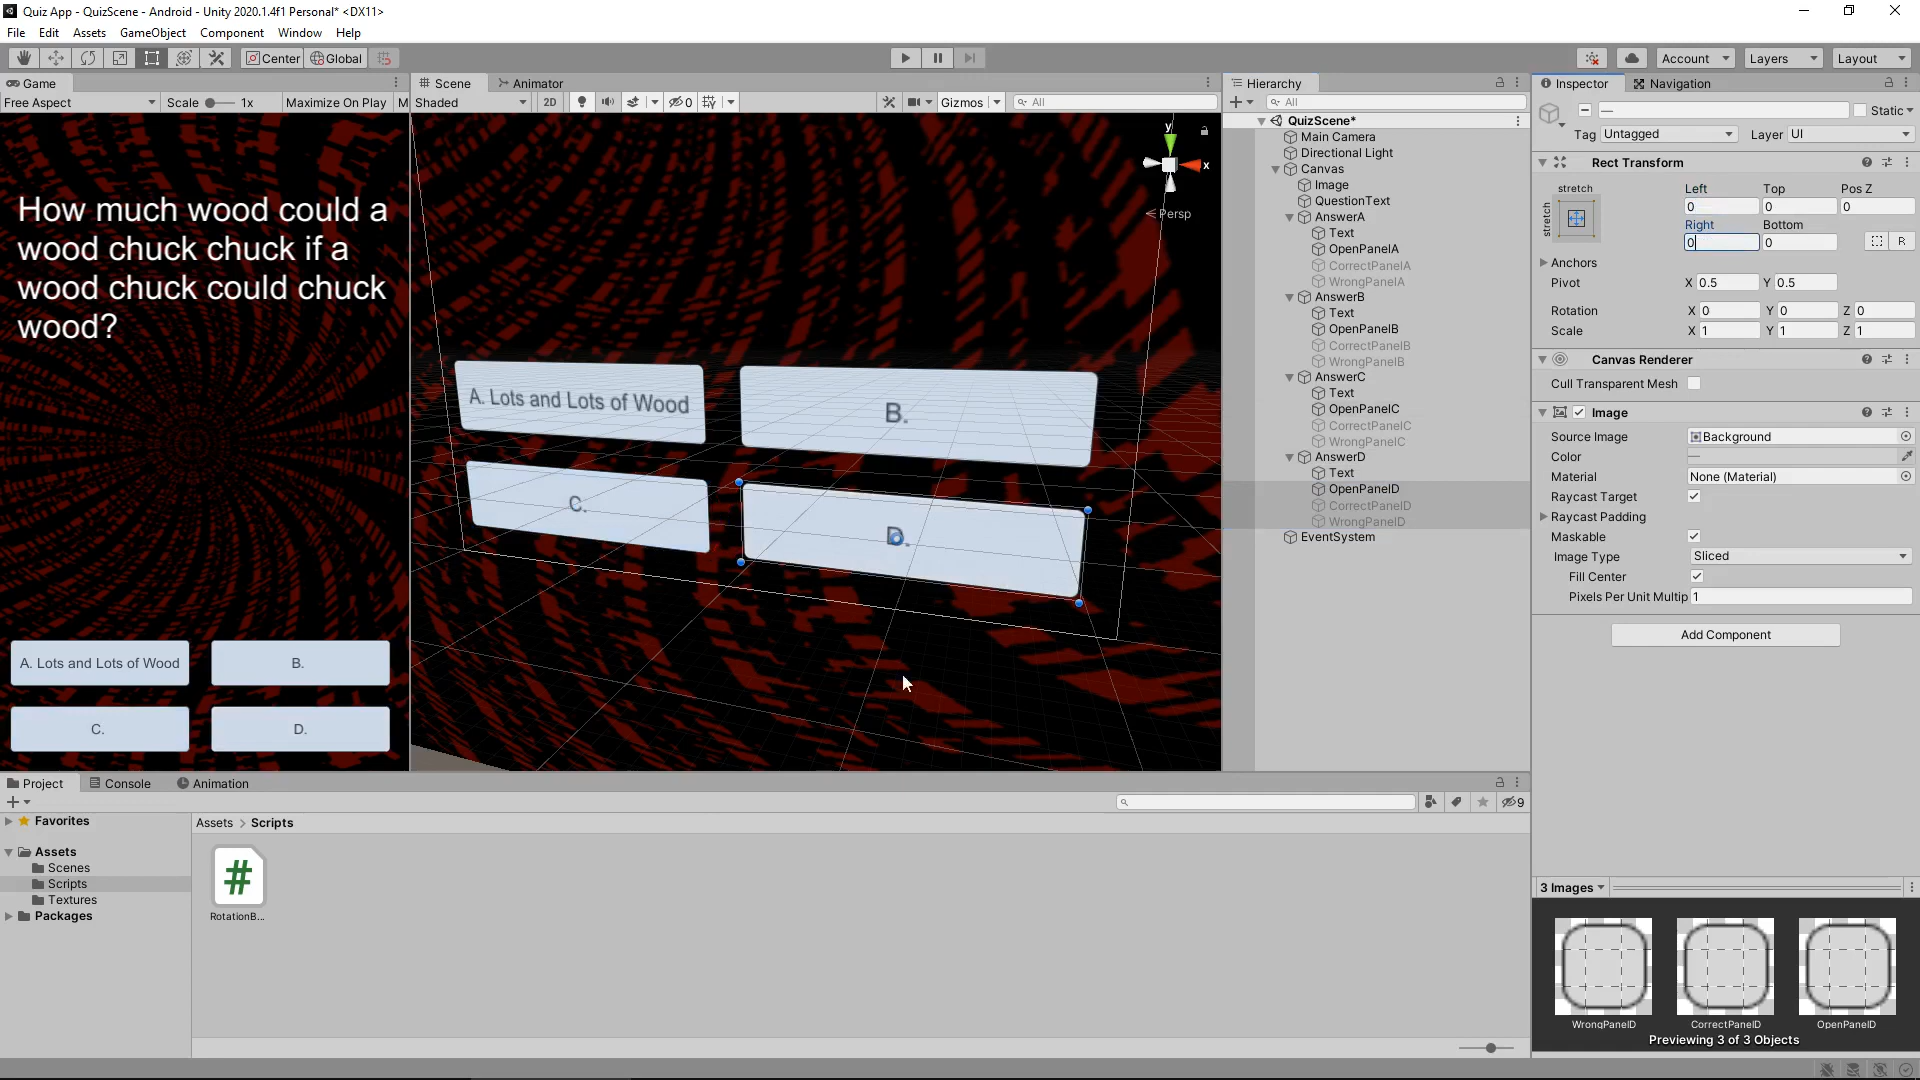 Quiz App - QuizScene - Android - Unity 2020.1.4f1 Personal* <DX11>
File Edit Assets GameObject Component Window Help
Center Global Account Layers Layout
Game
Free Aspect Scale 1x Maximize On Play M
How much wood could a
wood chuck chuck if a
wood chuck could chuck
wood?
A. Lots and Lots of Wood B.
C. D.
Scene Animator
Shaded 2D 0 Gizmos All
y
x
Persp
A. Lots and Lots of Wood B.
C. D.
Hierarchy
All
QuizScene*
Main Camera
Directional Light
Canvas
Image
QuestionText
AnswerA
Text
OpenPanelA
CorrectPanelA
WrongPanelA
AnswerB
Text
OpenPanelB
CorrectPanelB
WrongPanelB
AnswerC
Text
OpenPanelC
CorrectPanelC
WrongPanelC
AnswerD
Text
OpenPanelD
CorrectPanelD
WrongPanelD
EventSystem
Inspector Navigation
— Static
Tag Untagged Layer UI
Rect Transform
stretch Left Top Pos Z
stretch 0 0 0
Right Bottom
0 0 R
Anchors
Pivot X 0.5 Y 0.5
Rotation X 0 Y 0 Z 0
Scale X 1 Y 1 Z 1
Canvas Renderer
Cull Transparent Mesh
Image
Source Image Background
Color —
Material None (Material)
Raycast Target
Raycast Padding
Maskable
Image Type Sliced
Fill Center
Pixels Per Unit Multip 1
Add Component
3 Images
WrongPanelD CorrectPanelD OpenPanelD
Previewing 3 of 3 Objects
Project Console Animation
9
Favorites
Assets
Scenes
Scripts
Textures
Packages
Assets > Scripts
#
RotationB...